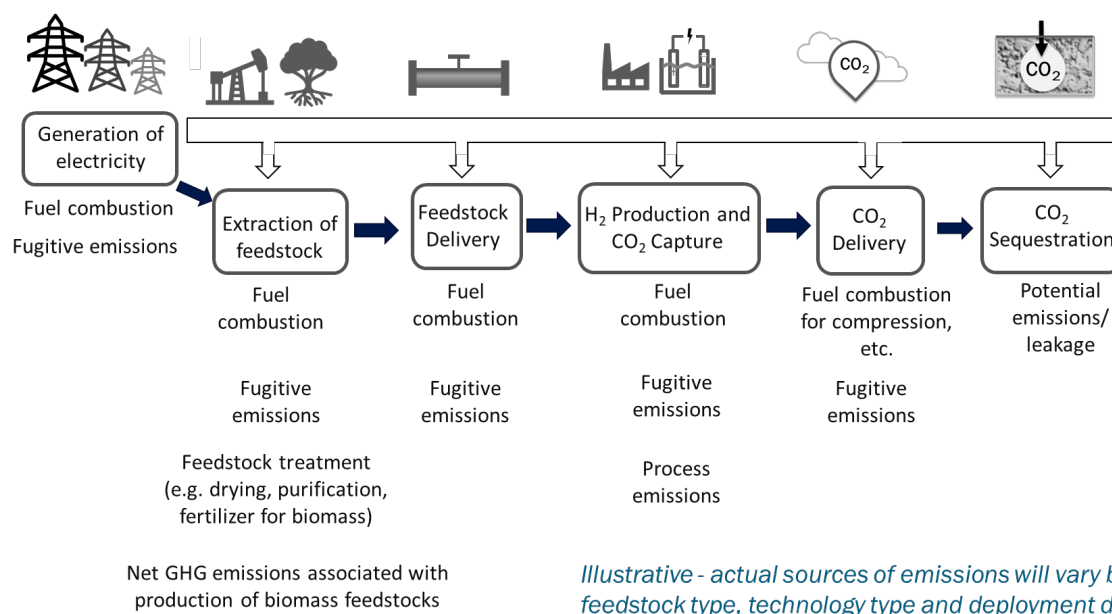 CO2
CO2
Generation of
electricity
Fuel combustion
Fugitive emissions
Extraction of
feedstock
Fuel
combustion
Fugitive
emissions
Feedstock treatment
(e.g. drying, purification,
fertilizer for biomass)
Net GHG emissions associated with
production of biomass feedstocks
Feedstock
Delivery
Fuel
combustion
Fugitive
emissions
H2 Production and
CO2 Capture
Fuel
combustion
Fugitive
emissions
Process
emissions
CO2
Delivery
Fuel combustion
for compression,
etc.
Fugitive
emissions
CO2
Sequestration
Potential
emissions/
leakage
Illustrative - actual sources of emissions will vary
feedstock type, technology type and deployment